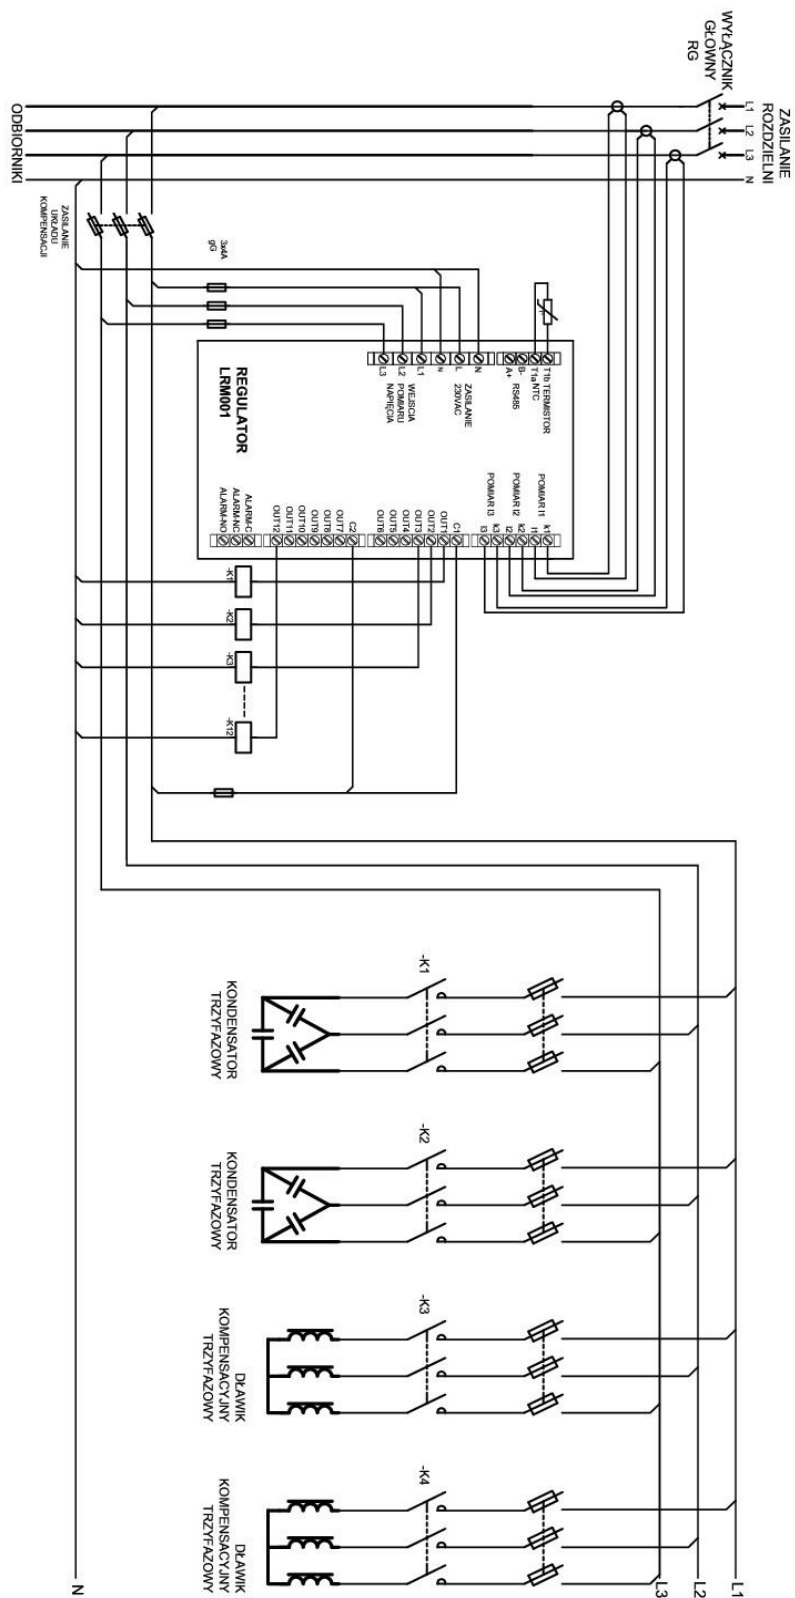 ZASILANIE
ROZDZIELNI
WYŁĄCZNIK
GŁOWNY
RG
L1
L2
L3
N
ODBIORNIKI
ZASILANIE
UKŁADU
KOMPENSACJI
3x4A
gG
REGULATOR
LRM001
L3
L2
L1
N
L
N
A+
B-
T1a
T1b
WEJŚCIA
POMIARU
NAPIĘCIA
ZASILANIE
230VAC
RS485
TERMISTOR
NTC
POMIAR I1
POMIAR I2
POMIAR I3
k1
l1
k2
l2
k3
l3
C1
OUT1
OUT2
OUT3
OUT4
OUT5
OUT6
C2
OUT7
OUT8
OUT9
OUT10
OUT11
OUT12
ALARM-C
ALARM-NC
ALARM-NO
-K1
-K2
-K3
-K12
-K1
KONDENSATOR
TRZYFAZOWY
-K2
KONDENSATOR
TRZYFAZOWY
-K3
DŁAWIK
KOMPENSACYJNY
TRZYFAZOWY
-K4
DŁAWIK
KOMPENSACYJNY
TRZYFAZOWY
L1
L2
L3
N